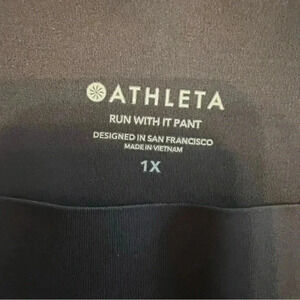 ATHLETA
RUN WITH IT PANT
DESIGNED IN SAN FRANCISCO
MADE IN VIETNAM
1X